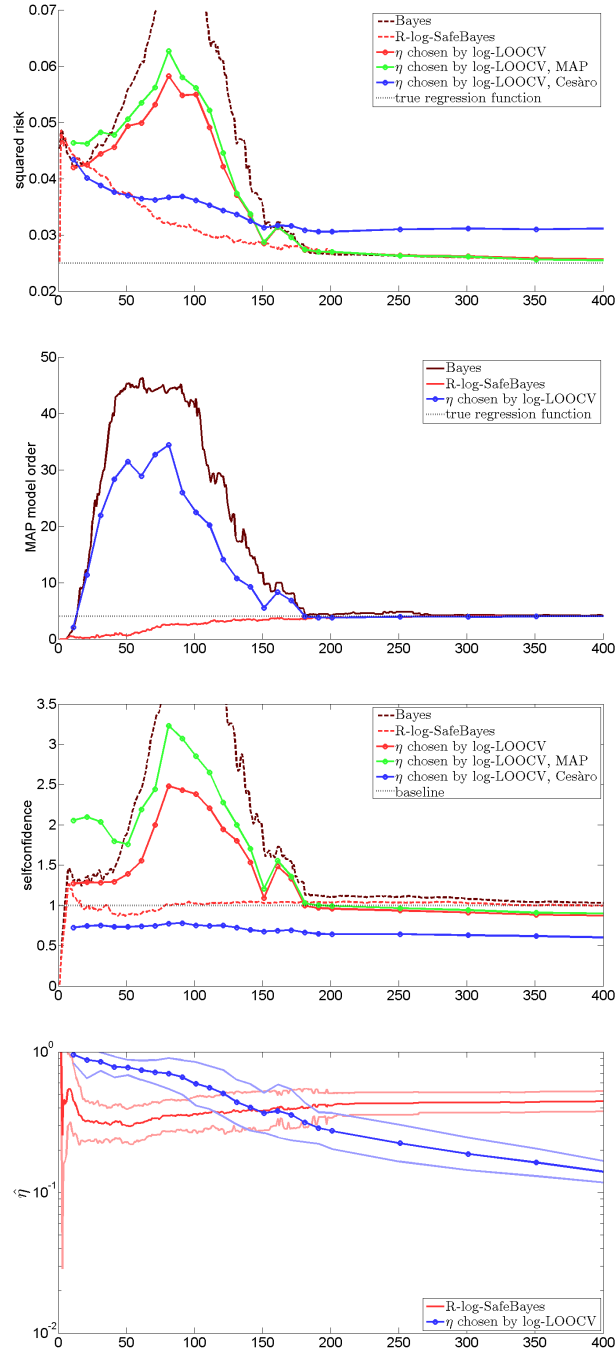 0.07
0.06
0.05
0.04
0.03
0.02
squared risk
0 50 100 150 200 250 300 350 400
Bayes
R-log-SafeBayes
η chosen by log-LOOCV
η chosen by log-LOOCV, MAP
η chosen by log-LOOCV, Cesàro
true regression function
50
40
30
20
10
0
MAP model order
0 50 100 150 200 250 300 350 400
Bayes
R-log-SafeBayes
η chosen by log-LOOCV
true regression function
3.5
3
2.5
2
1.5
1
0.5
0
selfconfidence
0 50 100 150 200 250 300 350 400
Bayes
R-log-SafeBayes
η chosen by log-LOOCV
η chosen by log-LOOCV, MAP
η chosen by log-LOOCV, Cesàro
baseline
10^0
10^-1
10^-2
η̂
0 50 100 150 200 250 300 350 400
R-log-SafeBayes
η chosen by log-LOOCV